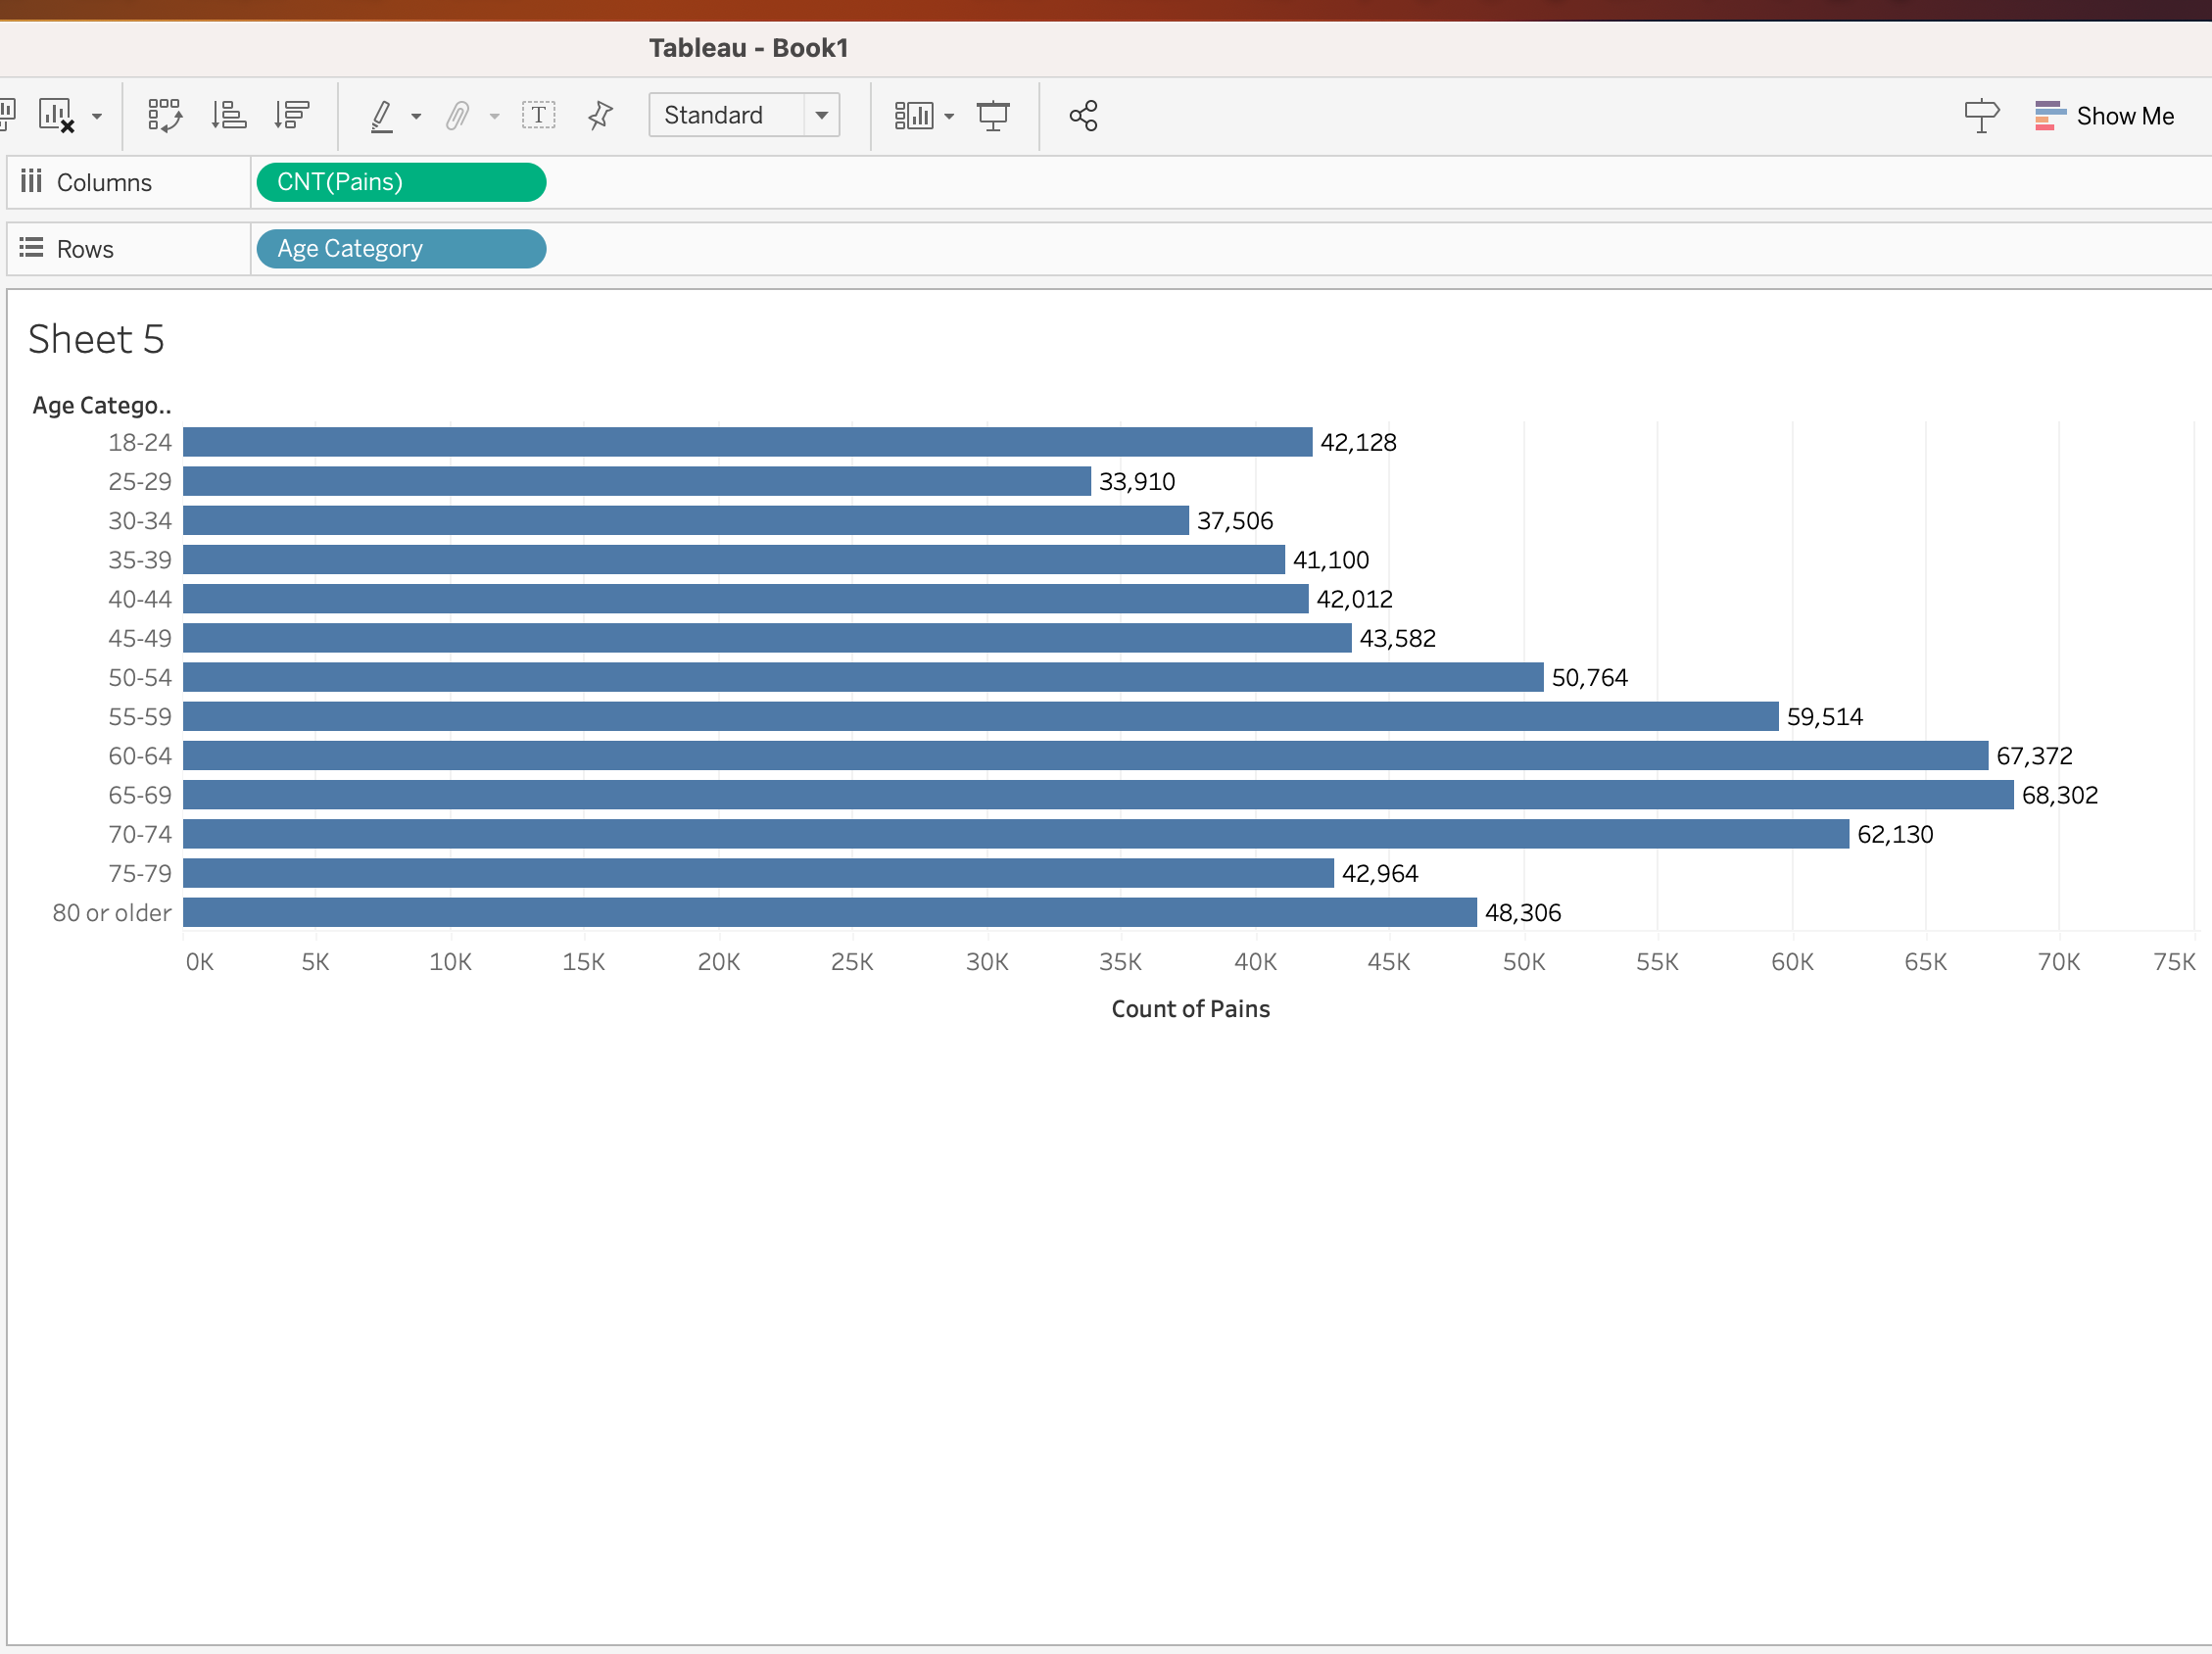 Tableau - Book1
T Standard Show Me
Columns CNT(Pains)
Rows Age Category
Sheet 5
Age Catego..
18-24 42,128
25-29 33,910
30-34 37,506
35-39 41,100
40-44 42,012
45-49 43,582
50-54 50,764
55-59 59,514
60-64 67,372
65-69 68,302
70-74 62,130
75-79 42,964
80 or older 48,306
0K 5K 10K 15K 20K 25K 30K 35K 40K 45K 50K 55K 60K 65K 70K 75K
Count of Pains